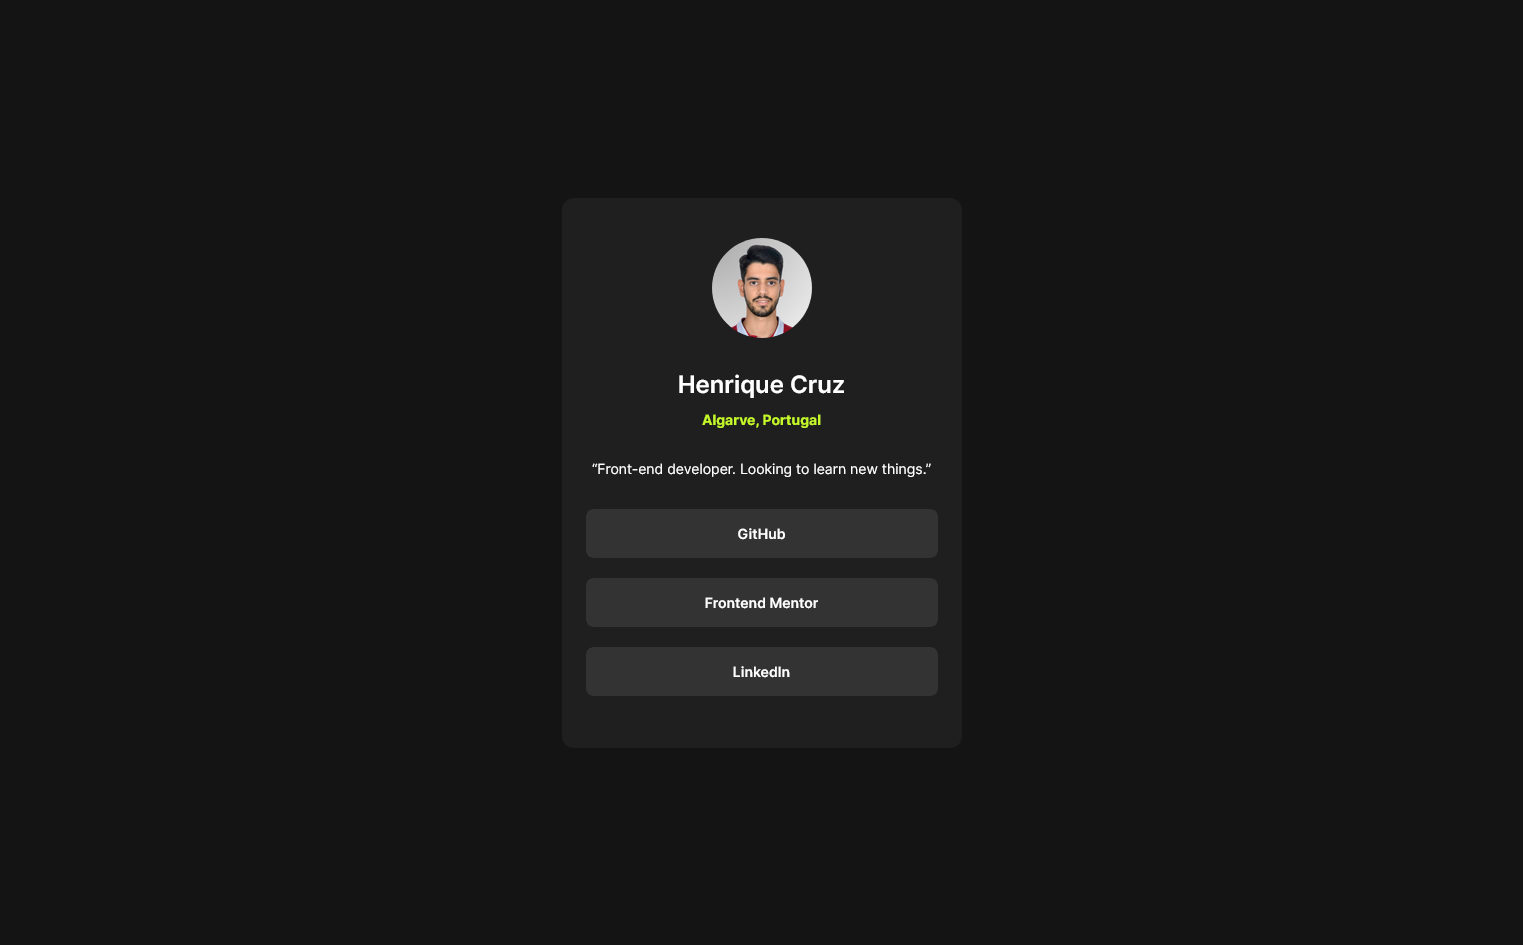 Henrique Cruz
Algarve, Portugal
“Front-end developer. Looking to learn new things.”
GitHub
Frontend Mentor
LinkedIn